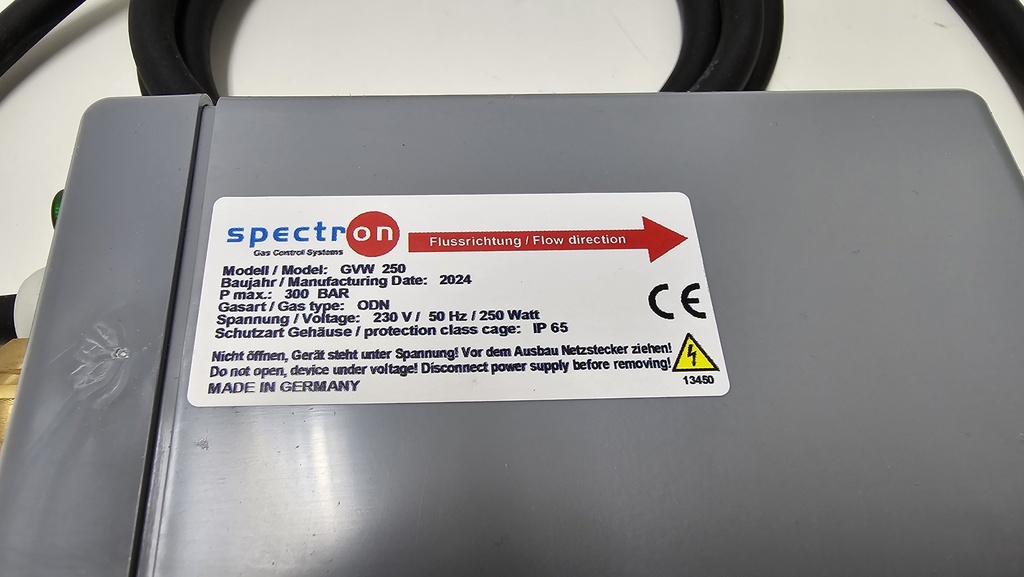 spectron
Gas Control Systems
Flussrichtung / Flow direction
Modell / Model: GVW 250
Baujahr / Manufacturing Date: 2024
P max.: 300 BAR
Gasart / Gas type: ODN
Spannung / Voltage: 230 V / 50 Hz / 250 Watt
Schutzart Gehäuse / protection class cage: IP 65
CE
Nicht öffnen, Gerät steht unter Spannung! Vor dem Ausbau Netzstecker ziehen!
Do not open, device under voltage! Disconnect power supply before removing!
MADE IN GERMANY
13450